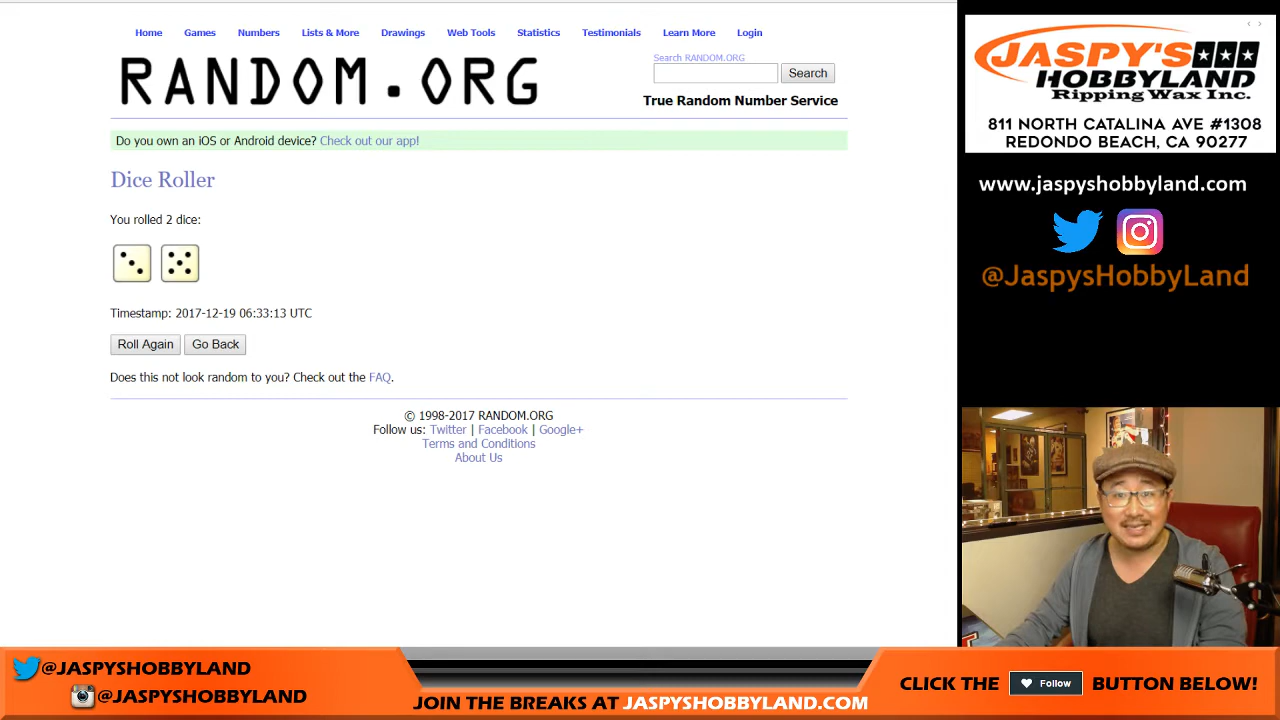 Home Games Numbers Lists & More Drawings Web Tools Statistics Testimonials Learn More Login
RANDOM.ORG
Search RANDOM.ORG
Search
True Random Number Service
Do you own an iOS or Android device? Check out our app!
Dice Roller
You rolled 2 dice:
Timestamp: 2017-12-19 06:33:13 UTC
Roll Again Go Back
Does this not look random to you? Check out the FAQ.
© 1998-2017 RANDOM.ORG
Follow us: Twitter | Facebook | Google+
Terms and Conditions
About Us
JASPY'S
HOBBYLAND
Ripping Wax Inc.
811 NORTH CATALINA AVE #1308
REDONDO BEACH, CA 90277
www.jaspyshobbyland.com
@JaspysHobbyLand
@JASPYSHOBBYLAND
@JASPYSHOBBYLAND
JOIN THE BREAKS AT JASPYSHOBBYLAND.COM
CLICK THE Follow BUTTON BELOW!